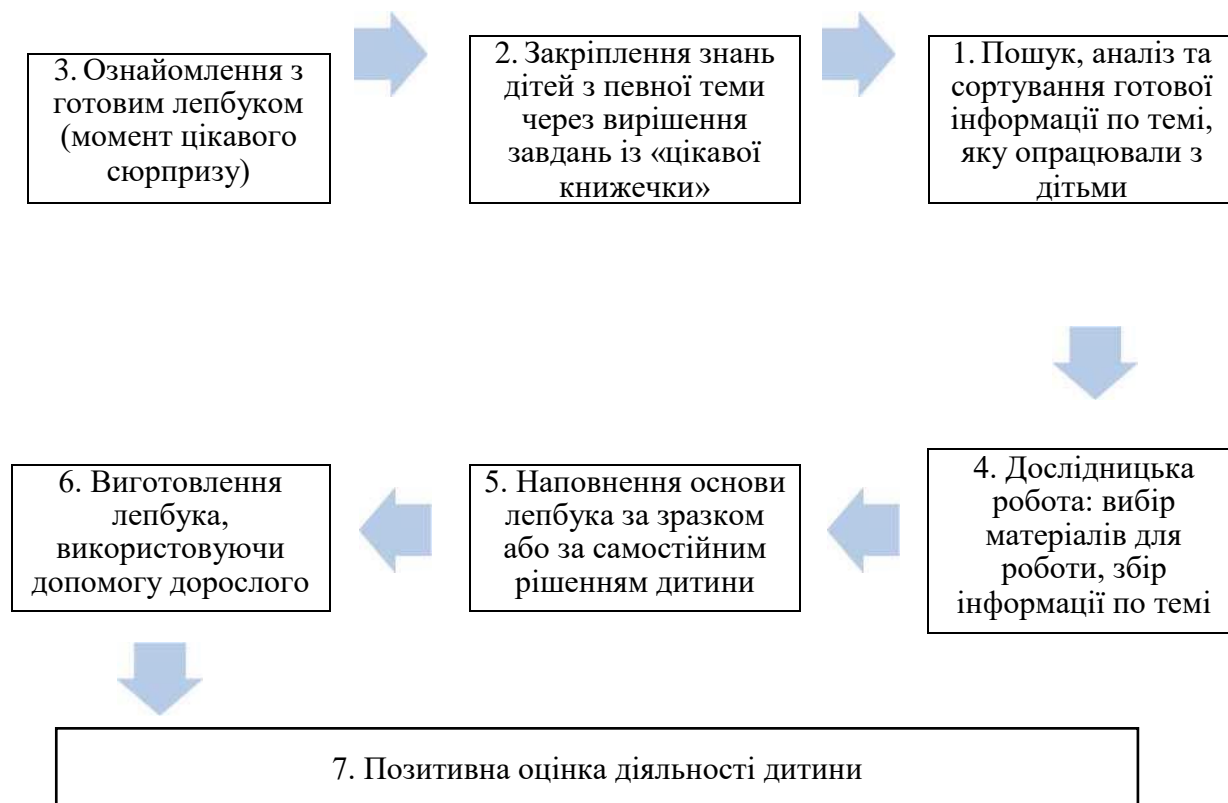 3. Ознайомлення з
готовим лепбуком
(момент цікавого
сюрпризу)
2. Закріплення знань
дітей з певної теми
через вирішення
завдань із «цікавої
книжечки»
1. Пошук, аналіз та
сортування готової
інформації по темі,
яку опрацювали з
дітьми
6. Виготовлення
лепбука,
використовуючи
допомогу дорослого
5. Наповнення основи
лепбука за зразком
або за самостійним
рішенням дитини
4. Дослідницька
робота: вибір
матеріалів для
роботи, збір
інформації по темі
7. Позитивна оцінка діяльності дитини